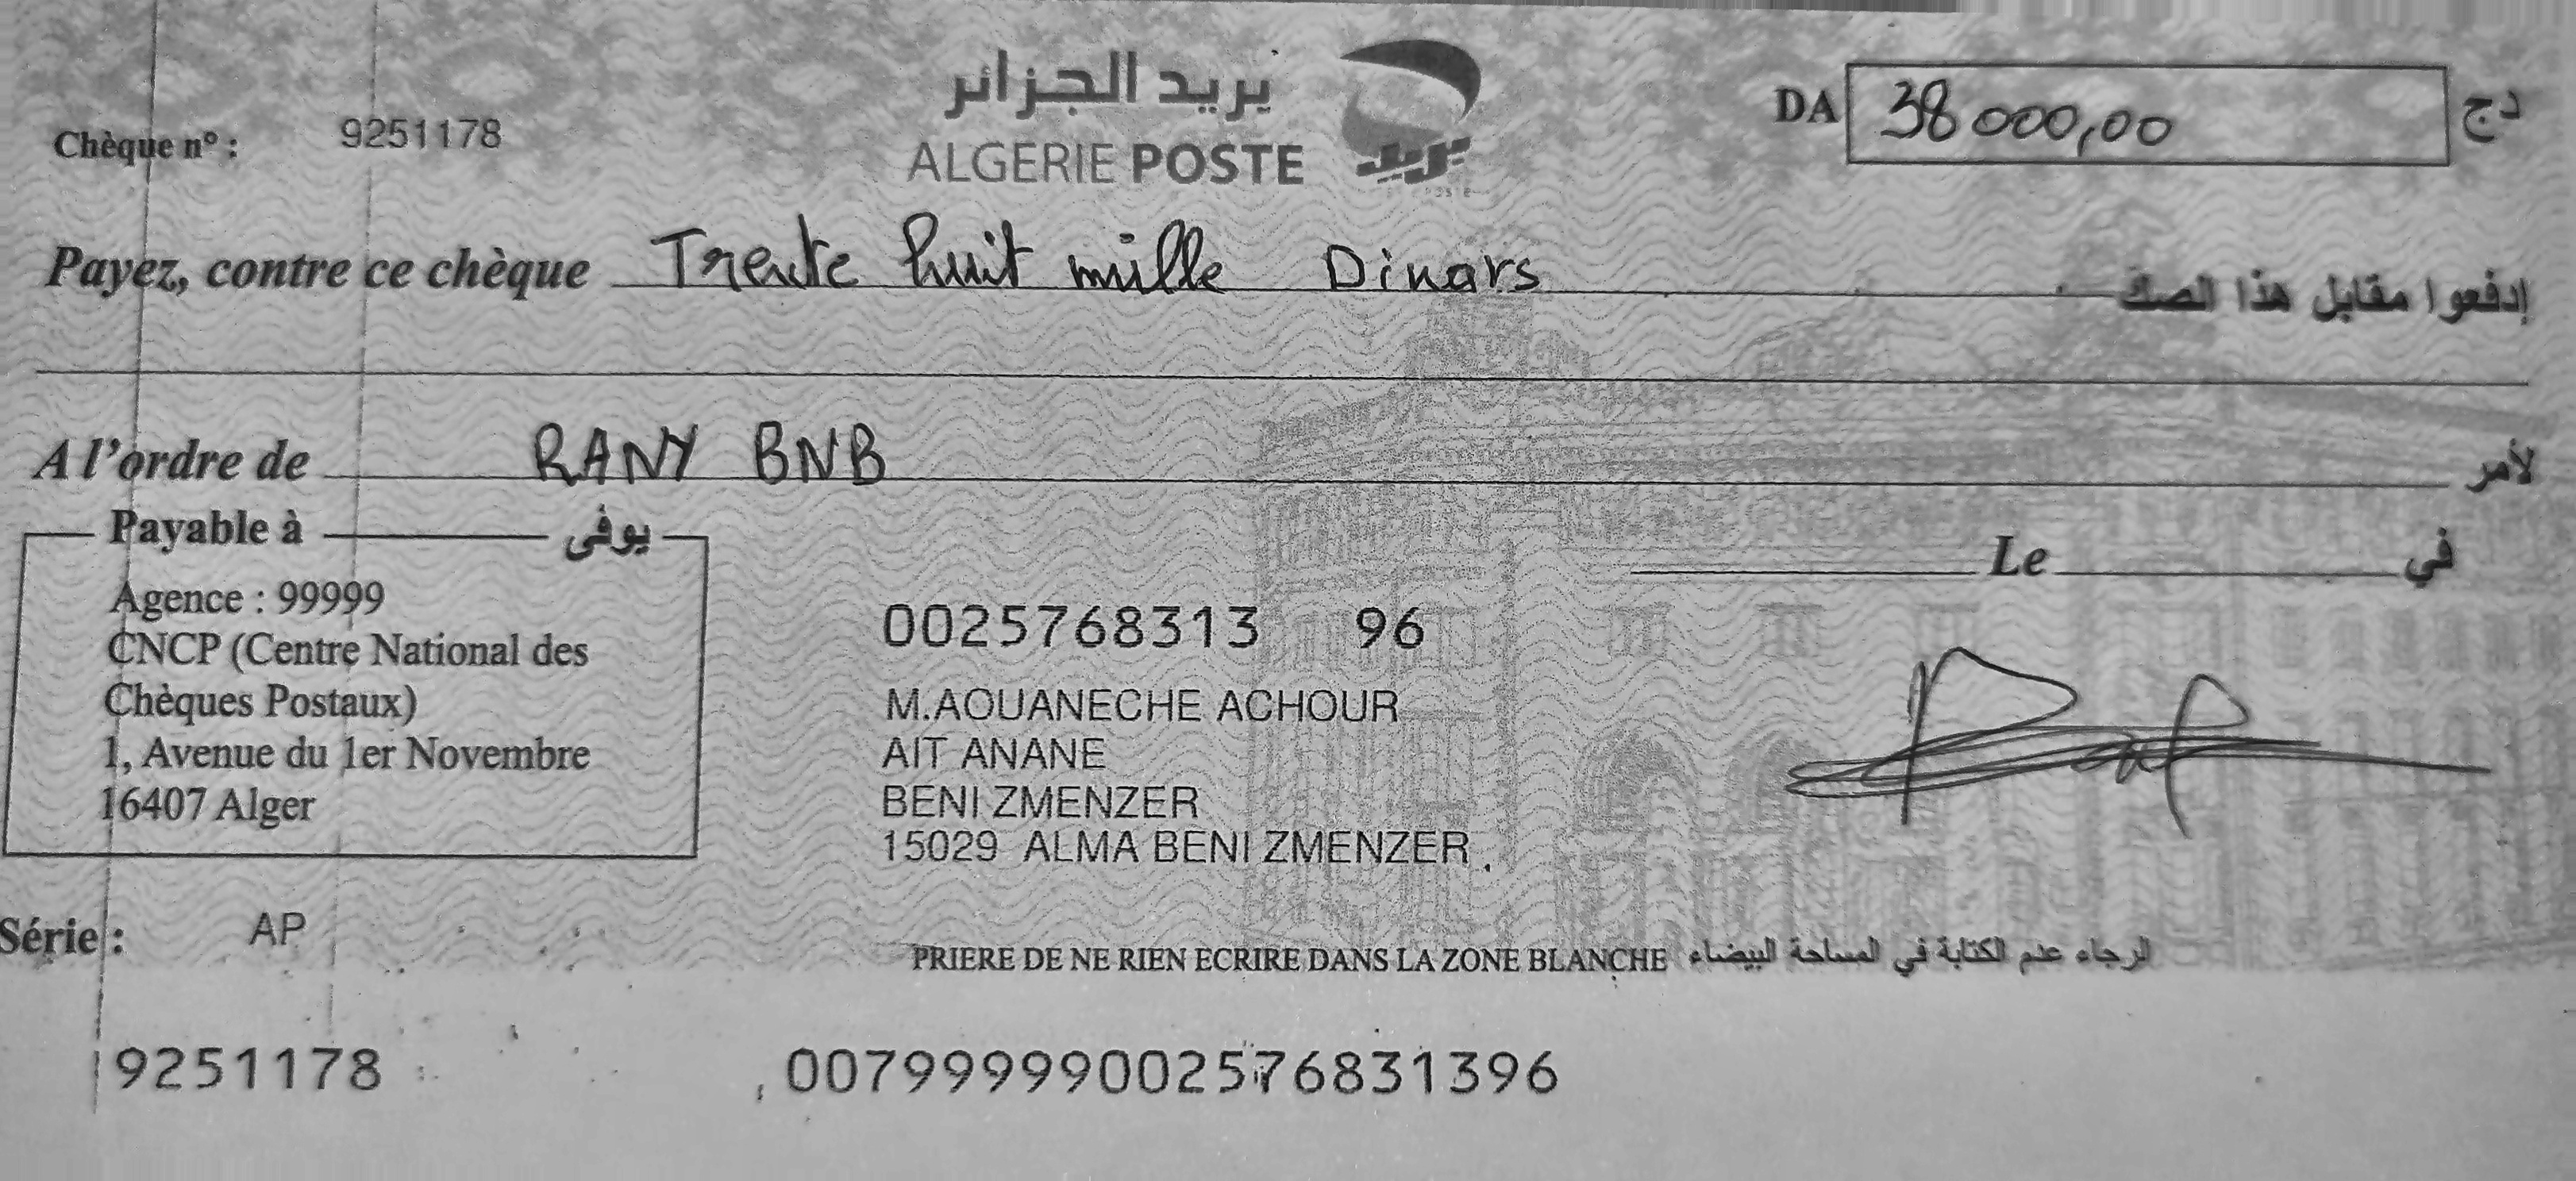 بريد الجزائر
ALGERIE POSTE
بريد
Chèque n° : 9251178
DA 38 000,00 دج
Payez, contre ce chèque Trente huit mille Dinars إدفعوا مقابل هذا الصك
A l'ordre de RANY BNB لأمر
Payable à يوفى
Agence : 99999
CNCP (Centre National des
Chèques Postaux)
1, Avenue du 1er Novembre
16407 Alger
Le في
0025768313 96
M.AOUANECHE ACHOUR
AIT ANANE
BENI ZMENZER
15029 ALMA BENI ZMENZER
Série : AP
PRIERE DE NE RIEN ECRIRE DANS LA ZONE BLANCHE الرجاء عدم الكتابة في المساحة البيضاء
9251178 00799999002576831396